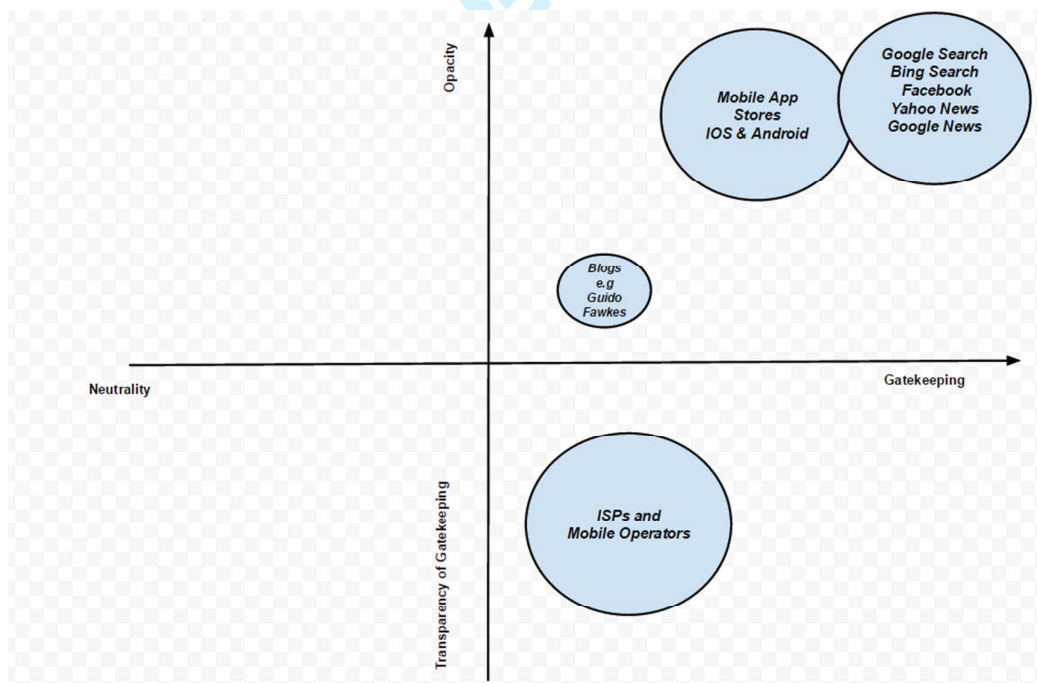 Opacity
Google Search
Bing Search
Facebook
Yahoo News
Google News
Mobile App
Stores
IOS & Android
Blogs
e.g
Guido
Fawkes
Neutrality
Gatekeeping
Transparency of Gatekeeping
ISPs and
Mobile Operators